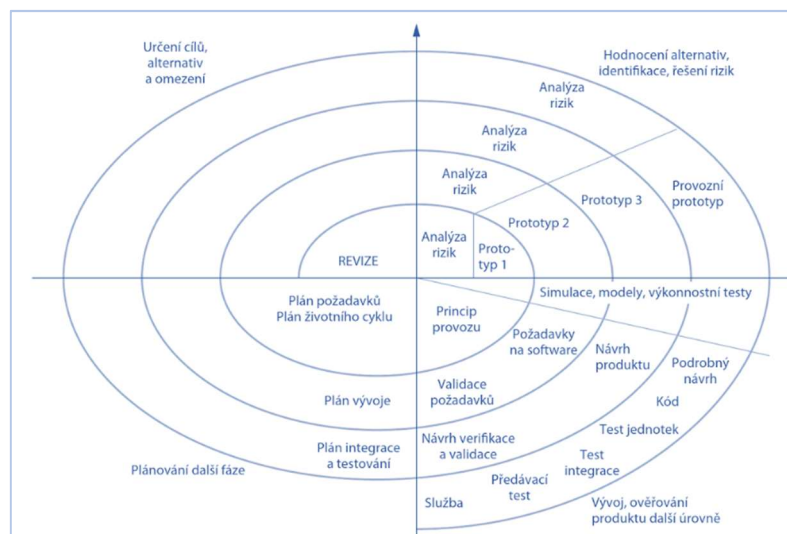 Určení cílů,
alternativ
a omezení
Hodnocení alternativ,
identifikace, řešení rizik
Analýza
rizik
Analýza
rizik
Analýza
rizik
Provozní
prototyp
Prototyp 3
Prototyp 2
Analýza
rizik
Proto-
typ 1
REVIZE
Plán požadavků
Plán životního cyklu
Princip
provozu
Simulace, modely, výkonnostní testy
Požadavky
na software
Návrh
produktu
Podrobný
návrh
Plán vývoje
Validace
požadavků
Kód
Test jednotek
Plán integrace
a testování
Návrh verifikace
a validace
Test
integrace
Plánování další fáze
Předávací
test
Služba
Vývoj, ověřování
produktu další úrovně